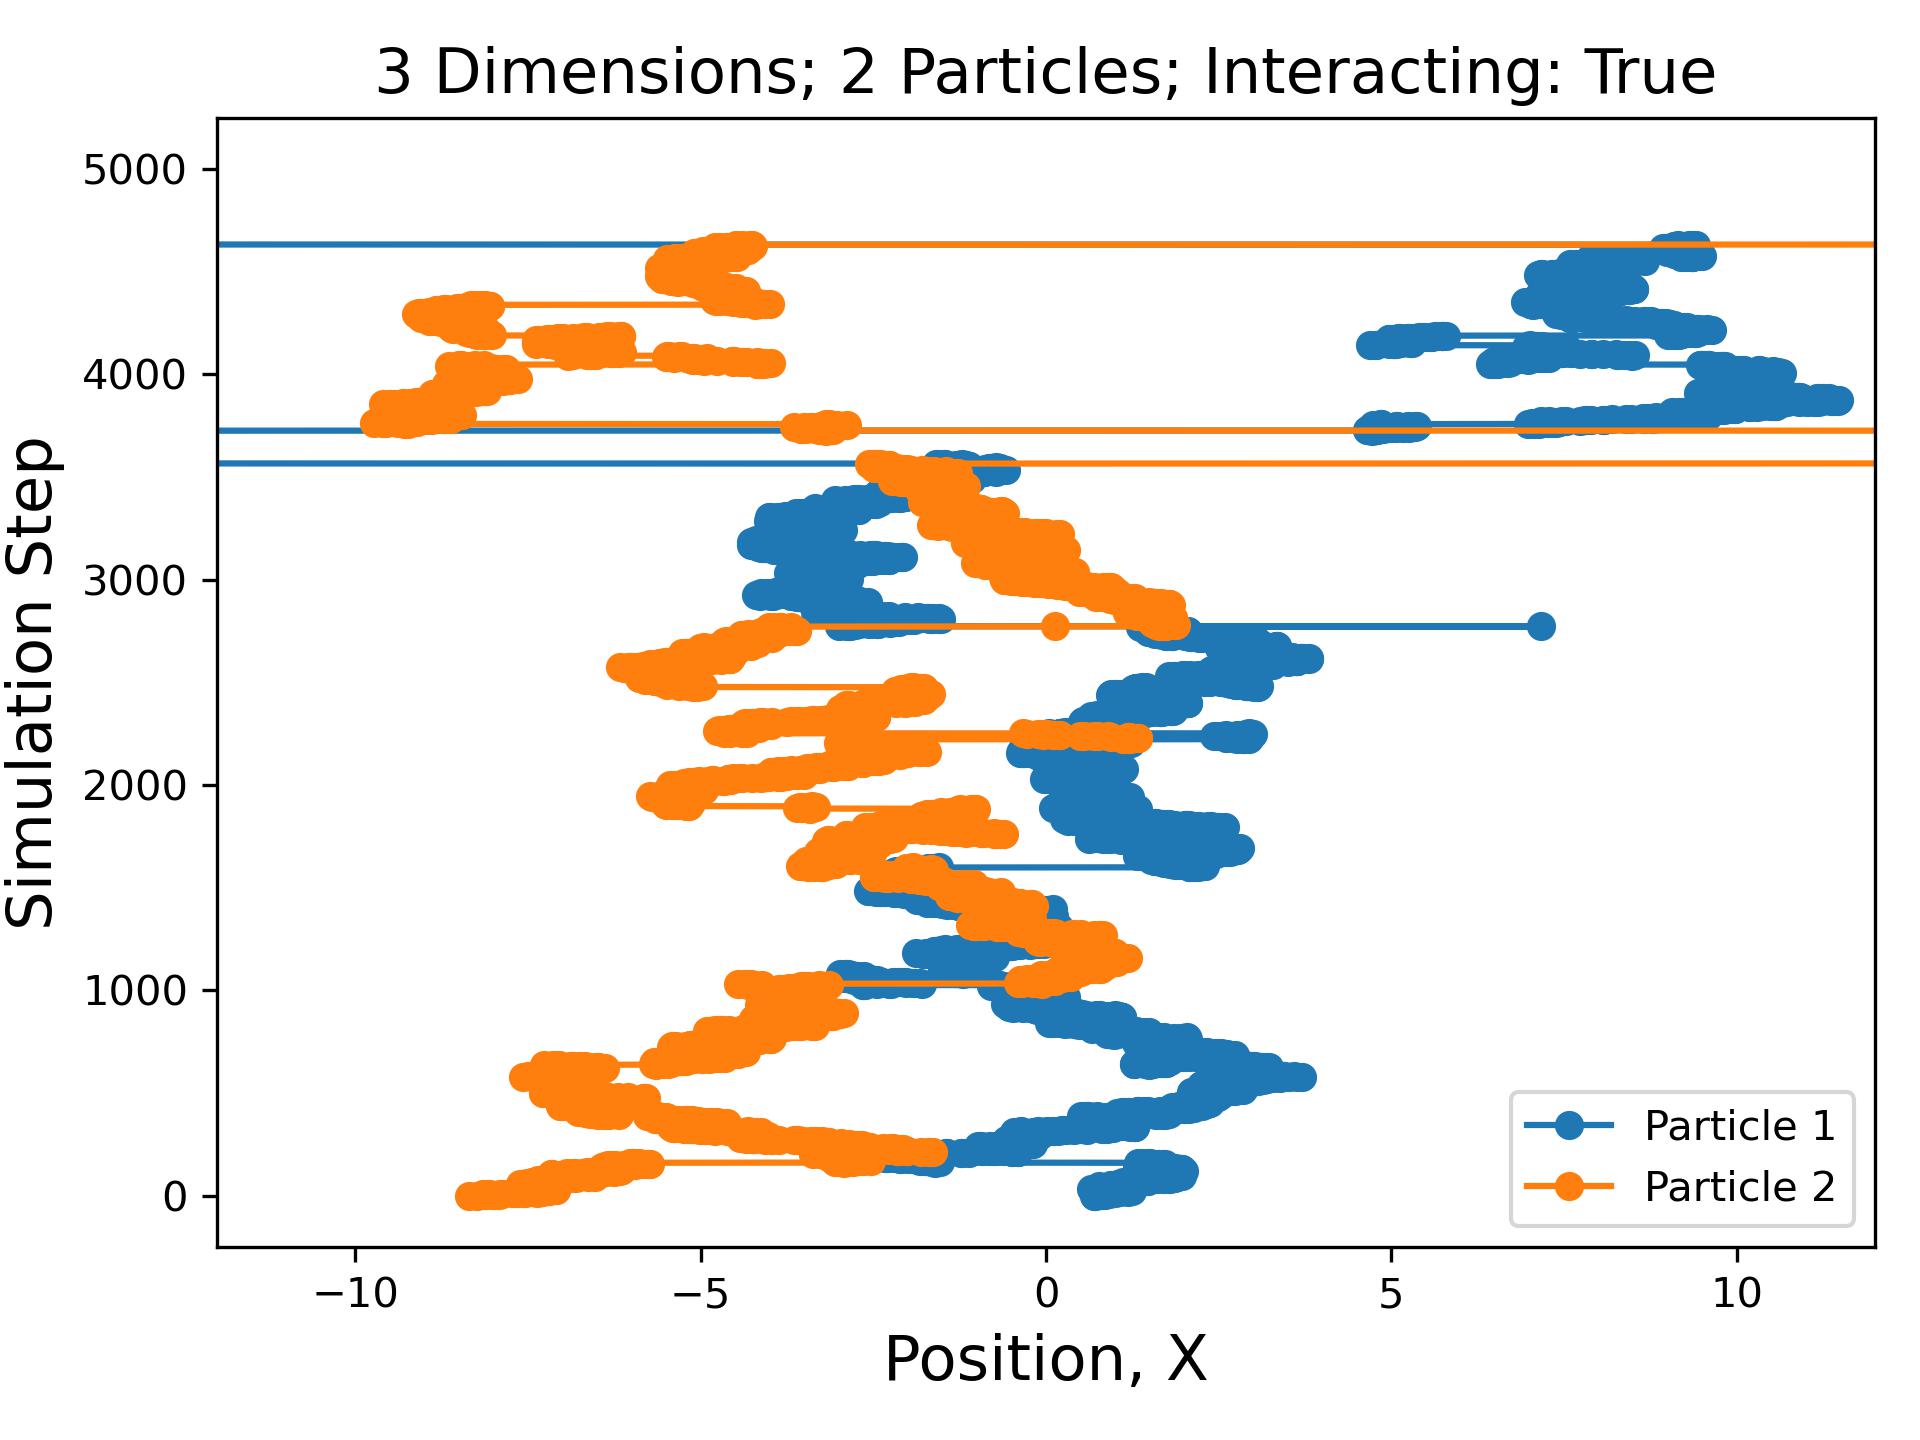 3 Dimensions; 2 Particles; Interacting: True
5000
4000
3000
2000
1000
0
Simulation Step
−10
−5
0
5
10
Position, X
Particle 1
Particle 2